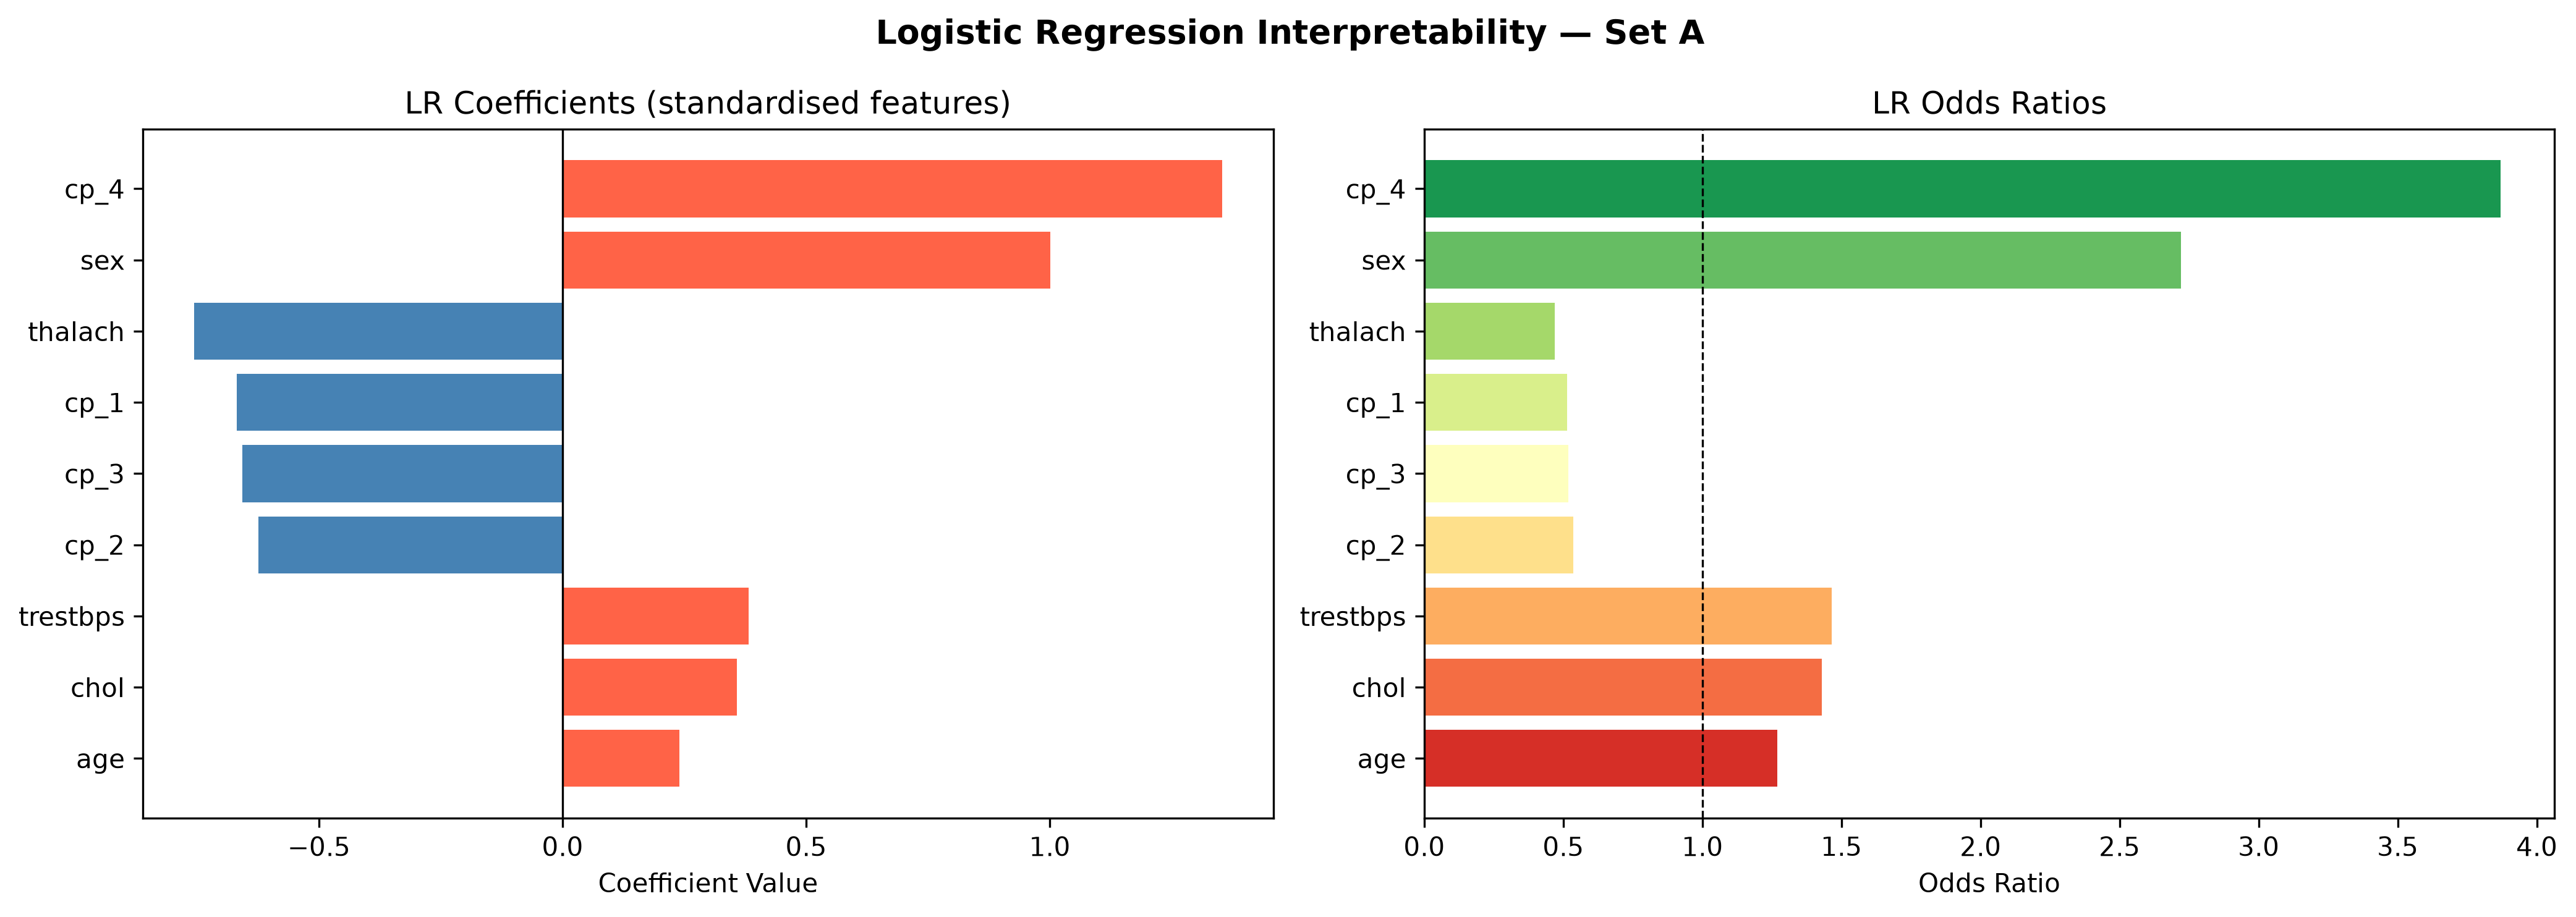 Logistic Regression Interpretability — Set A
LR Coefficients (standardised features)
cp_4
sex
thalach
cp_1
cp_3
cp_2
trestbps
chol
age
−0.5 0.0 0.5 1.0
Coefficient Value
LR Odds Ratios
cp_4
sex
thalach
cp_1
cp_3
cp_2
trestbps
chol
age
0.0 0.5 1.0 1.5 2.0 2.5 3.0 3.5 4.0
Odds Ratio